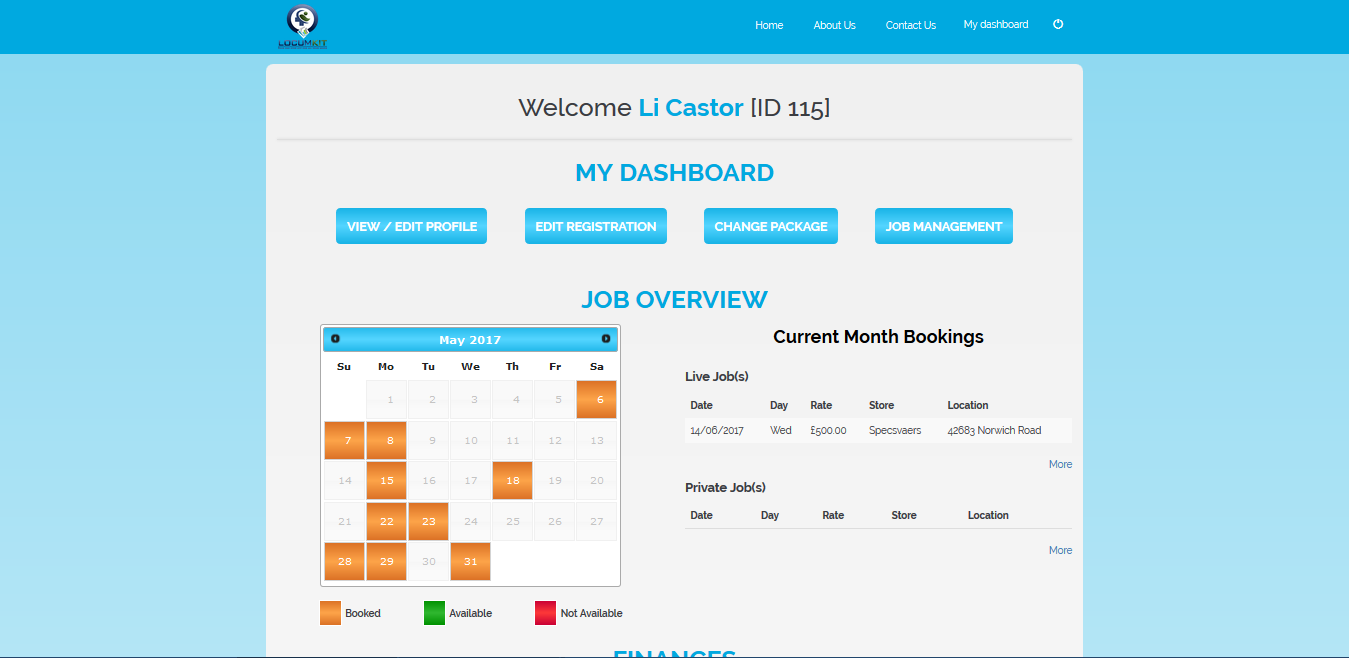 LOCUMKIT
Home About Us Contact Us My dashboard
Welcome Li Castor [ID 115]
MY DASHBOARD
VIEW / EDIT PROFILE EDIT REGISTRATION CHANGE PACKAGE JOB MANAGEMENT
JOB OVERVIEW
May 2017
Su Mo Tu We Th Fr Sa
1 2 3 4 5 6
7 8 9 10 11 12 13
14 15 16 17 18 19 20
21 22 23 24 25 26 27
28 29 30 31
Booked Available Not Available
Current Month Bookings
Live Job(s)
Date Day Rate Store Location
14/06/2017 Wed £500.00 Specsvaers 42683 Norwich Road
More
Private Job(s)
Date Day Rate Store Location
More
FINANCES